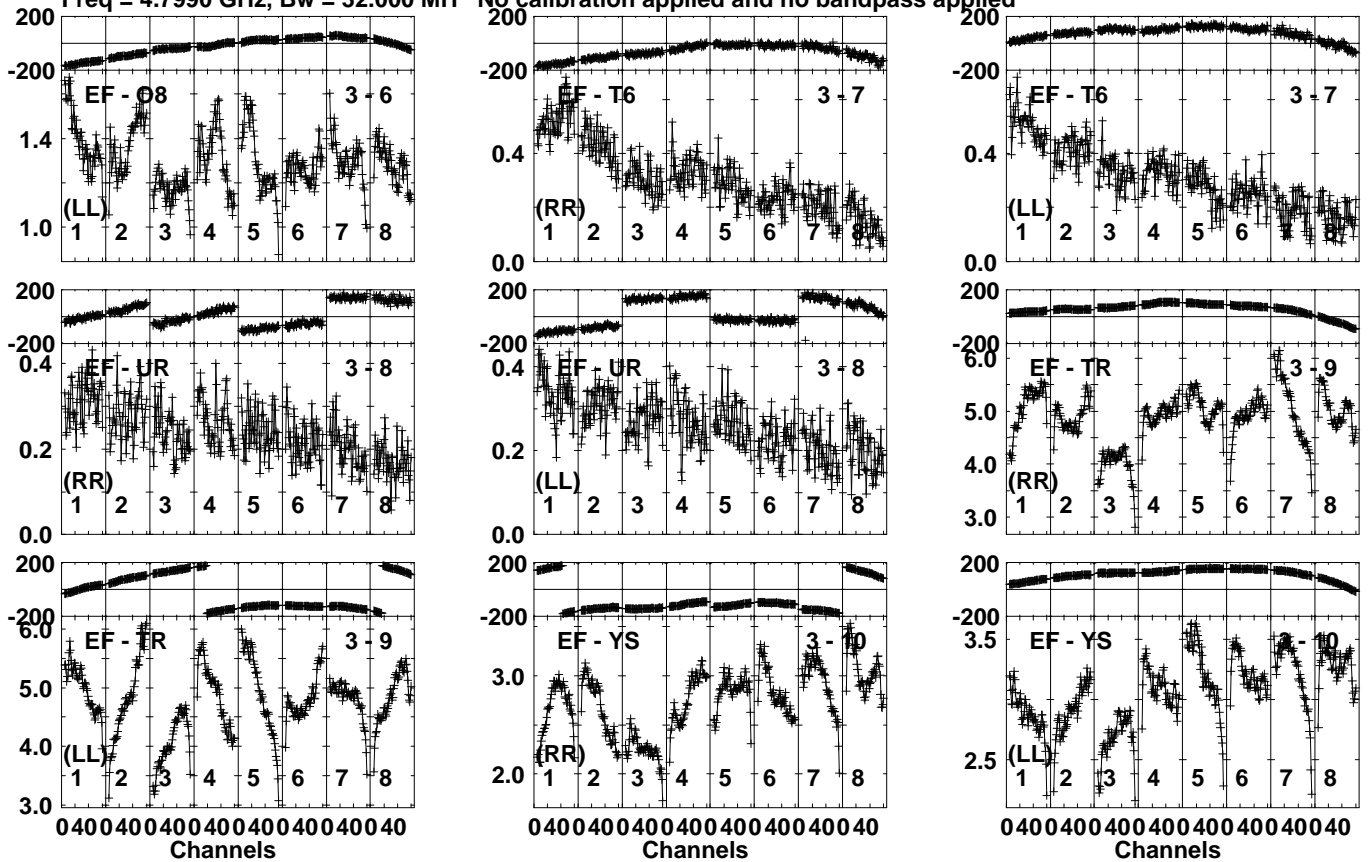 Freq = 4.7990 GHz, Bw = 32.000 MH No calibration applied and no bandpass applied
200 200 200
-200 -200 -200
EF - O8 3 - 6 EF - T6 3 - 7 EF - T6 3 - 7
1.4 0.4 0.4
(LL) (RR) (LL)
1.0
1 2 3 4 5 6 7 8 1 2 3 4 5 6 7 8 1 2 3 4 5 6 7 8
0.0 0.0
200 200 200
-200 -200 -200
0.4 EF - UR 3 - 8 0.4 EF - UR 3 - 8 6.0 EF - TR 3 - 9
5.0
0.2 0.2
4.0
(RR) (LL) (RR)
1 2 3 4 5 6 7 8 1 2 3 4 5 6 7 8 1 2 3 4 5 6 7 8
0.0 0.0 3.0
200 200 200
-200 -200 -200
6.0 EF - TR 3 - 9 EF - YS 3 - 10 3.5 EF - YS 3 - 10
5.0 3.0
4.0 (LL) (RR) 2.5 (LL)
1 2 3 4 5 6 7 8 1 2 3 4 5 6 7 8 1 2 3 4 5 6 7 8
3.0 2.0
0 40 0 40 0 40 0 40 0 40 0 40 0 40 0 40 0 40 0 40 0 40 0 40 0 40 0 40 0 40 0 40 0 40 0 40 0 40 0 40 0 40 0 40 0 40 0 40
Channels Channels Channels